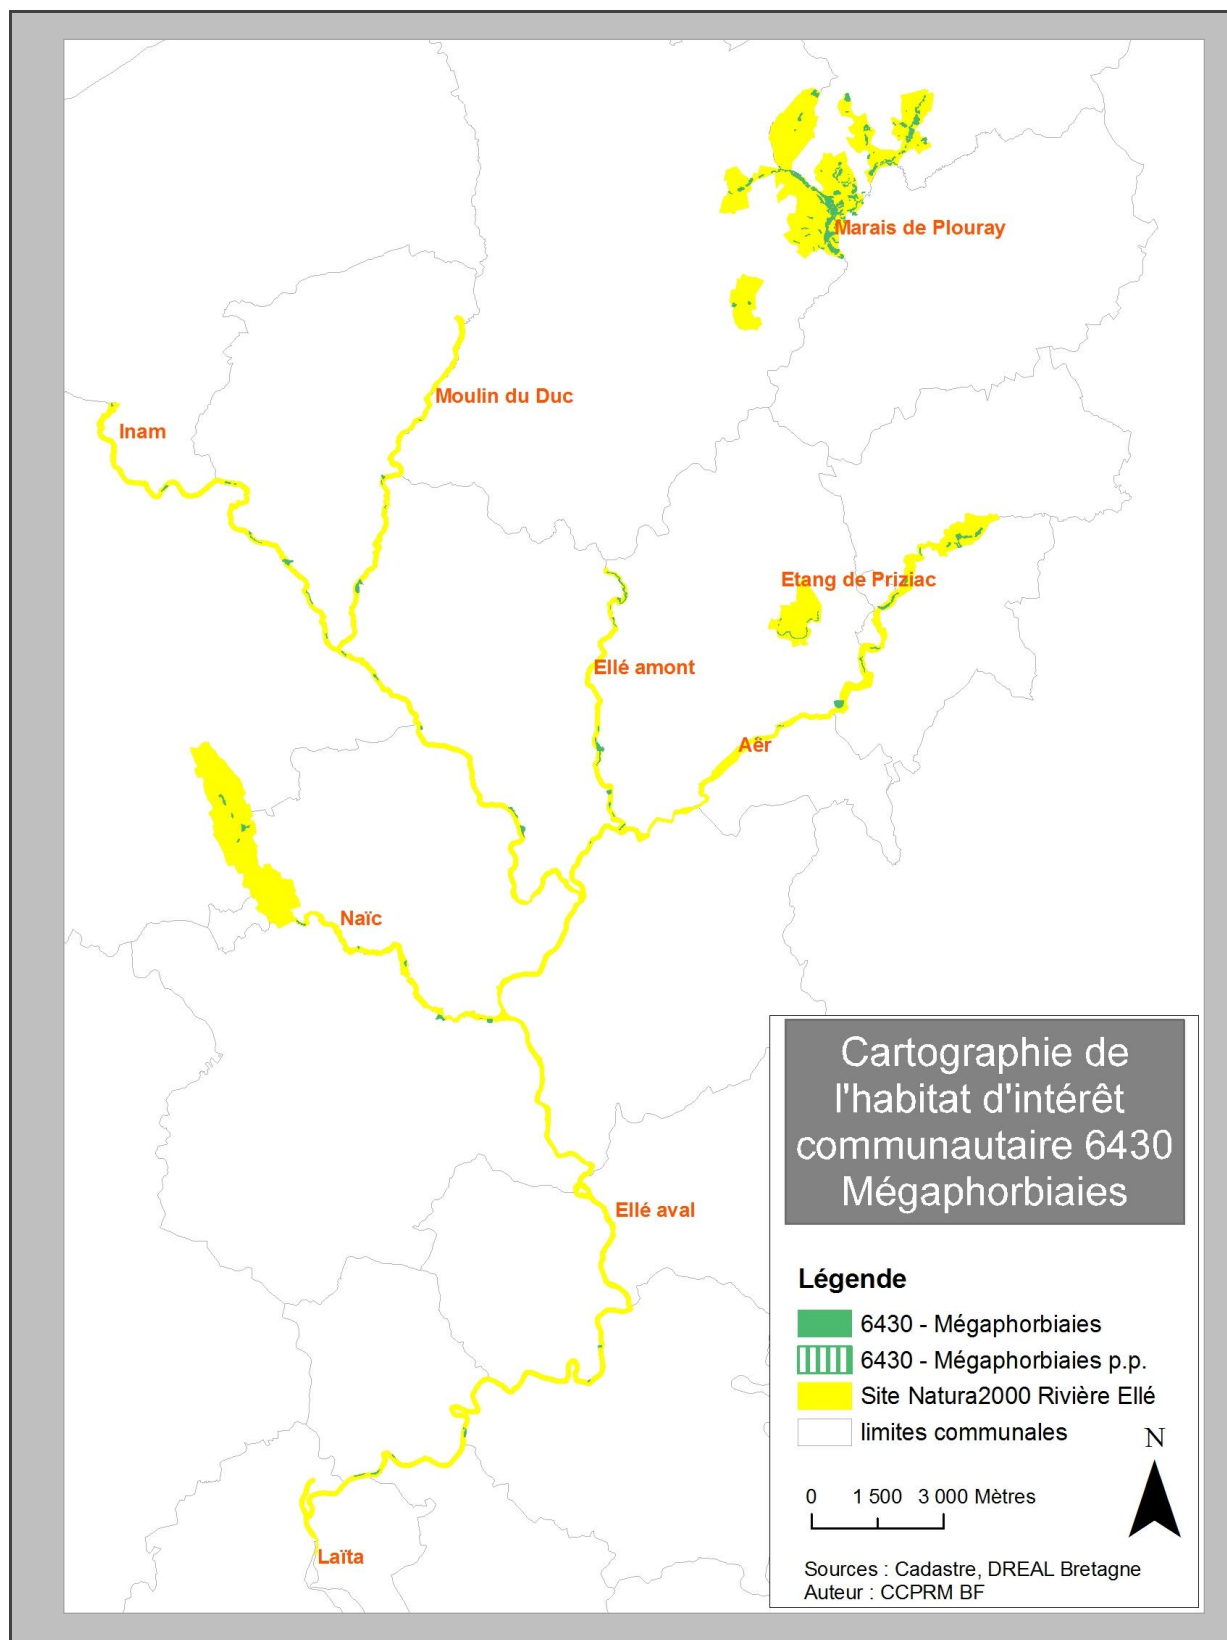 Marais de Plouray
Moulin du Duc
Inam
Etang de Priziac
Ellé amont
Aër
Naïc
Ellé aval
Laïta
Cartographie de
l'habitat d'intérêt
communautaire 6430
Mégaphorbiaies
Légende
6430 - Mégaphorbiaies
6430 - Mégaphorbiaies p.p.
Site Natura2000 Rivière Ellé
limites communales
N
0 1 500 3 000 Mètres
Sources : Cadastre, DREAL Bretagne
Auteur : CCPRM BF